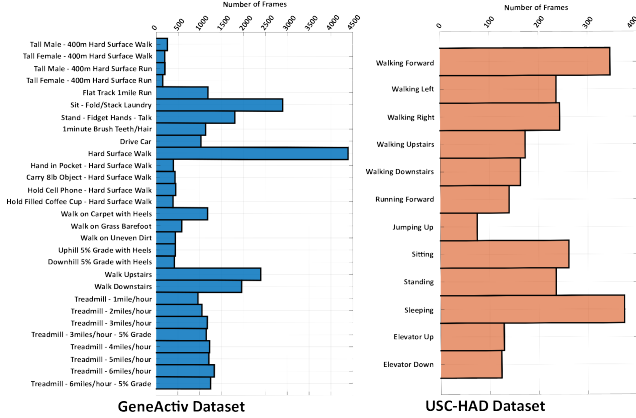 Number of Frames
0 500 1000 1500 2000 2500 3000 3500 4000 4500
Tall Male - 400m Hard Surface Walk
Tall Female - 400m Hard Surface Walk
Tall Male - 400m Hard Surface Run
Tall Female - 400m Hard Surface Run
Flat Track 1mile Run
Sit - Fold/Stack Laundry
Stand - Fidget Hands - Talk
1minute Brush Teeth/Hair
Drive Car
Hard Surface Walk
Hand in Pocket - Hard Surface Walk
Carry 8lb Object - Hard Surface Walk
Hold Cell Phone - Hard Surface Walk
Hold Filled Coffee Cup - Hard Surface Walk
Walk on Carpet with Heels
Walk on Grass Barefoot
Walk on Uneven Dirt
Uphill 5% Grade with Heels
Downhill 5% Grade with Heels
Walk Upstairs
Walk Downstairs
Treadmill - 1mile/hour
Treadmill - 2miles/hour
Treadmill - 3miles/hour
Treadmill - 3miles/hour - 5% Grade
Treadmill - 4miles/hour
Treadmill - 5miles/hour
Treadmill - 6miles/hour
Treadmill - 6miles/hour - 5% Grade
GeneActiv Dataset
Number of Frames
0 100 200 300 400
Walking Forward
Walking Left
Walking Right
Walking Upstairs
Walking Downstairs
Running Forward
Jumping Up
Sitting
Standing
Sleeping
Elevator Up
Elevator Down
USC-HAD Dataset